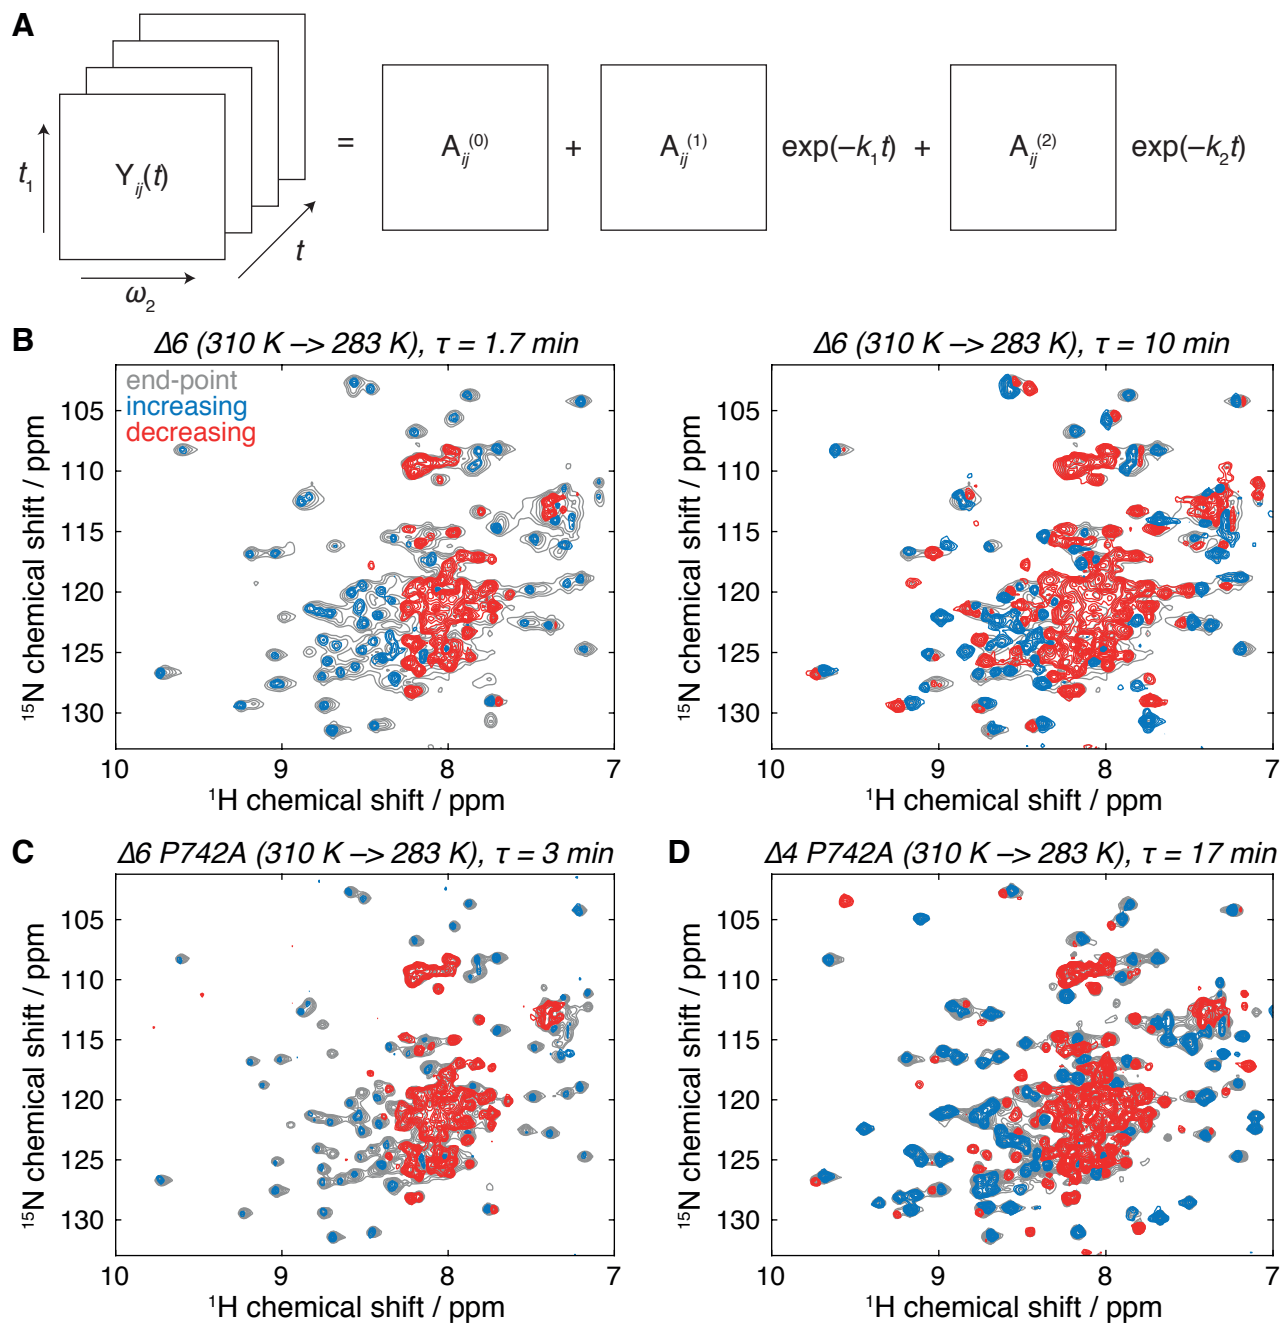 A
t₁
Yᵢⱼ(t)
ω₂
t
=
Aᵢⱼ⁽⁰⁾
+
Aᵢⱼ⁽¹⁾
exp(−k₁t)
+
Aᵢⱼ⁽²⁾
exp(−k₂t)
B
Δ6 (310 K –> 283 K), τ = 1.7 min
end-point
increasing
decreasing
105
110
115
120
125
130
¹⁵N chemical shift / ppm
10
9
8
7
¹H chemical shift / ppm
Δ6 (310 K –> 283 K), τ = 10 min
105
110
115
120
125
130
¹⁵N chemical shift / ppm
10
9
8
7
¹H chemical shift / ppm
C
Δ6 P742A (310 K –> 283 K), τ = 3 min
105
110
115
120
125
130
¹⁵N chemical shift / ppm
10
9
8
7
¹H chemical shift / ppm
D
Δ4 P742A (310 K –> 283 K), τ = 17 min
105
110
115
120
125
130
¹⁵N chemical shift / ppm
10
9
8
7
¹H chemical shift / ppm